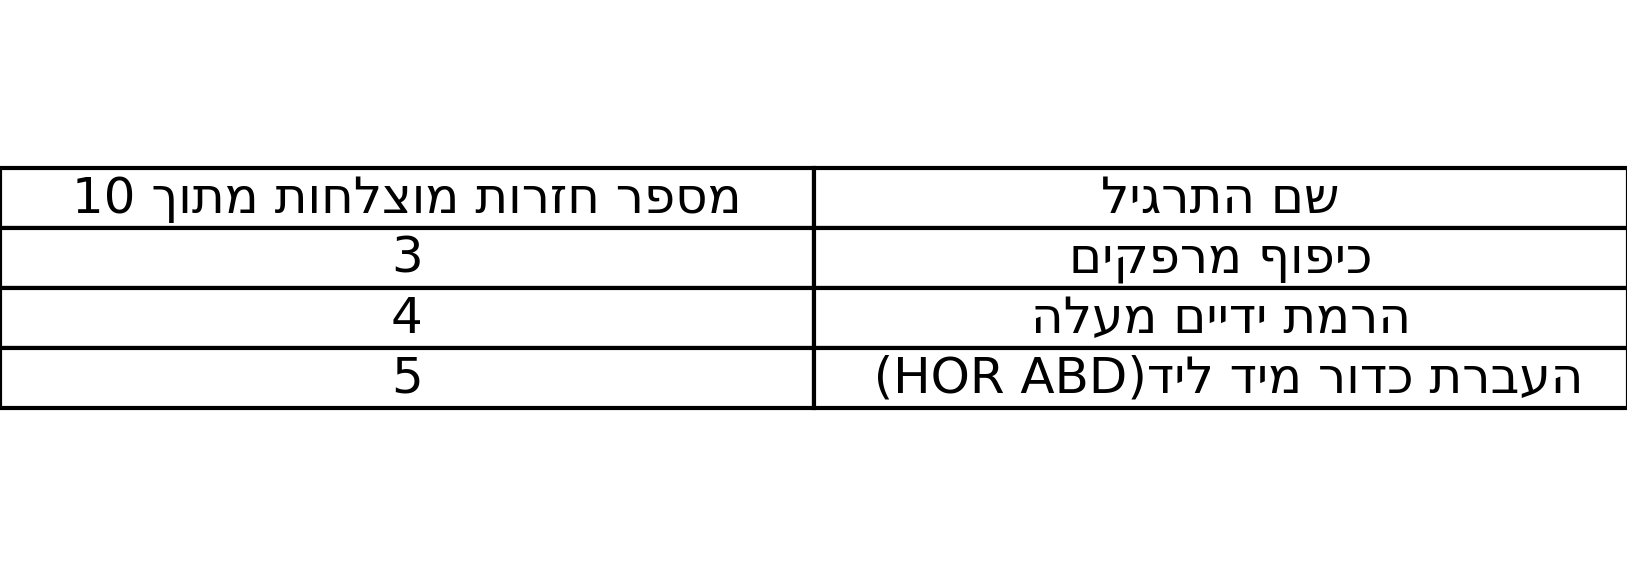 שם התרגיל מספר חזרות מוצלחות מתוך 10
כיפוף מרפקים 3
הרמת ידיים מעלה 4
העברת כדור מיד ליד(HOR ABD) 5